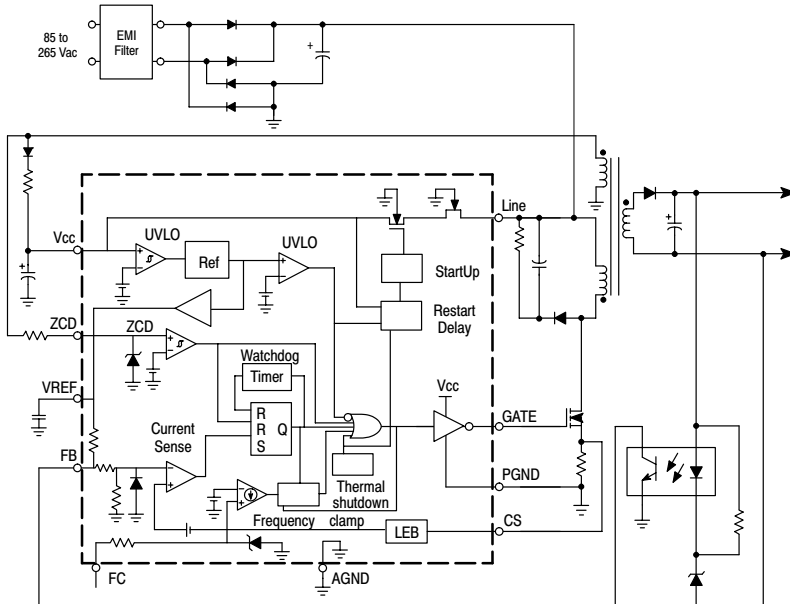 85 to
265 Vac
EMI
Filter
+
Line
+
+
Vcc
+
UVLO
+
−
Ref
UVLO
+
−
StartUp
Restart
Delay
ZCD
ZCD
+
−
Watchdog
Timer
Vcc
VREF
R
R
S
Q
GATE
Current
Sense
FB
−
+
−
+
Thermal
shutdown
PGND
Frequency clamp
LEB
CS
FC
AGND